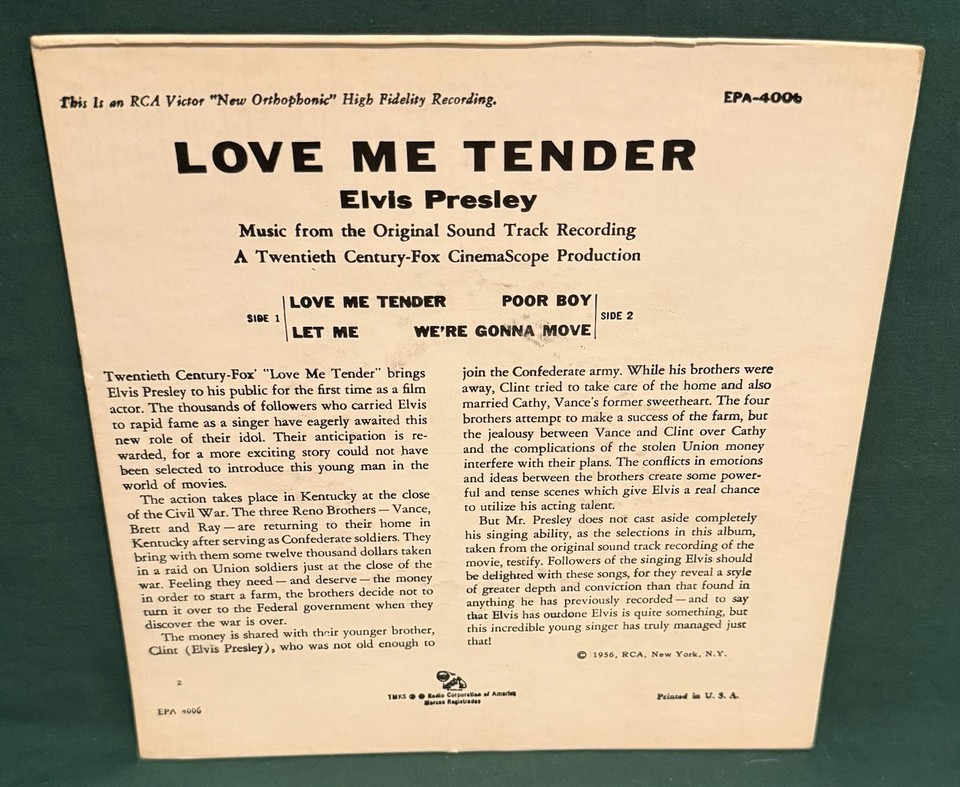 This Is an RCA Victor "New Orthophonic" High Fidelity Recording.
EPA-4006
LOVE ME TENDER
Elvis Presley
Music from the Original Sound Track Recording
A Twentieth Century-Fox CinemaScope Production
SIDE 1
LOVE ME TENDER
LET ME
POOR BOY
WE'RE GONNA MOVE
SIDE 2
Twentieth Century-Fox' "Love Me Tender" brings
Elvis Presley to his public for the first time as a film
actor. The thousands of followers who carried Elvis
to rapid fame as a singer have eagerly awaited this
new role of their idol. Their anticipation is re-
warded, for a more exciting story could not have
been selected to introduce this young man in the
world of movies.
The action takes place in Kentucky at the close
of the Civil War. The three Reno Brothers — Vance,
Brett and Ray — are returning to their home in
Kentucky after serving as Confederate soldiers. They
bring with them some twelve thousand dollars taken
in a raid on Union soldiers just at the close of the
war. Feeling they need — and deserve — the money
in order to start a farm, the brothers decide not to
turn it over to the Federal government when they
discover the war is over.
The money is shared with their younger brother,
Clint (Elvis Presley), who was not old enough to
join the Confederate army. While his brothers were
away, Clint tried to take care of the home and also
married Cathy, Vance's former sweetheart. The four
brothers attempt to make a success of the farm, but
the jealousy between Vance and Clint over Cathy
and the complications of the stolen Union money
interfere with their plans. The conflicts in emotions
and ideas between the brothers create some power-
ful and tense scenes which give Elvis a real chance
to utilize his acting talent.
But Mr. Presley does not cast aside completely
his singing ability, as the selections in this album,
taken from the original sound track recording of the
movie, testify. Followers of the singing Elvis should
be delighted with these songs, for they reveal a style
of greater depth and conviction than that found in
anything he has previously recorded — and to say
that Elvis has outdone Elvis is quite something, but
this incredible young singer has truly managed just
that!
© 1956, RCA, New York, N.Y.
2
EPA 4006
TMKS ® ® Radio Corporation of America
Marcas Registradas
Printed in U. S. A.